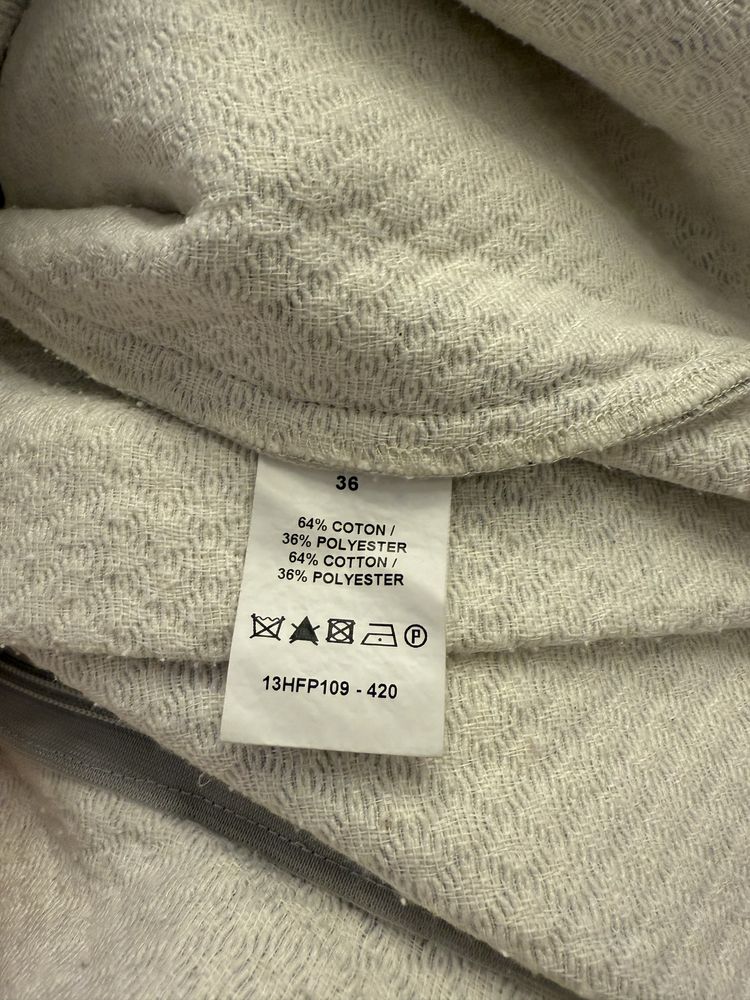 36
64% COTON /
36% POLYESTER
64% COTTON /
36% POLYESTER
P
13HFP109 - 420